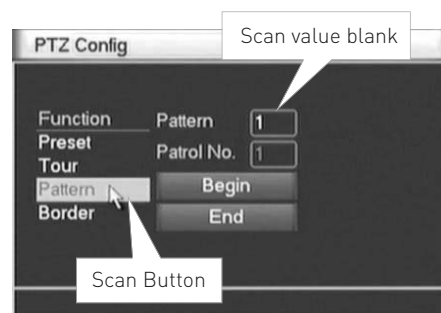 Scan value blank
PTZ Config
Function
Pattern 1
Preset
Patrol No. 1
Tour
Pattern
Begin
Border
End
Scan Button